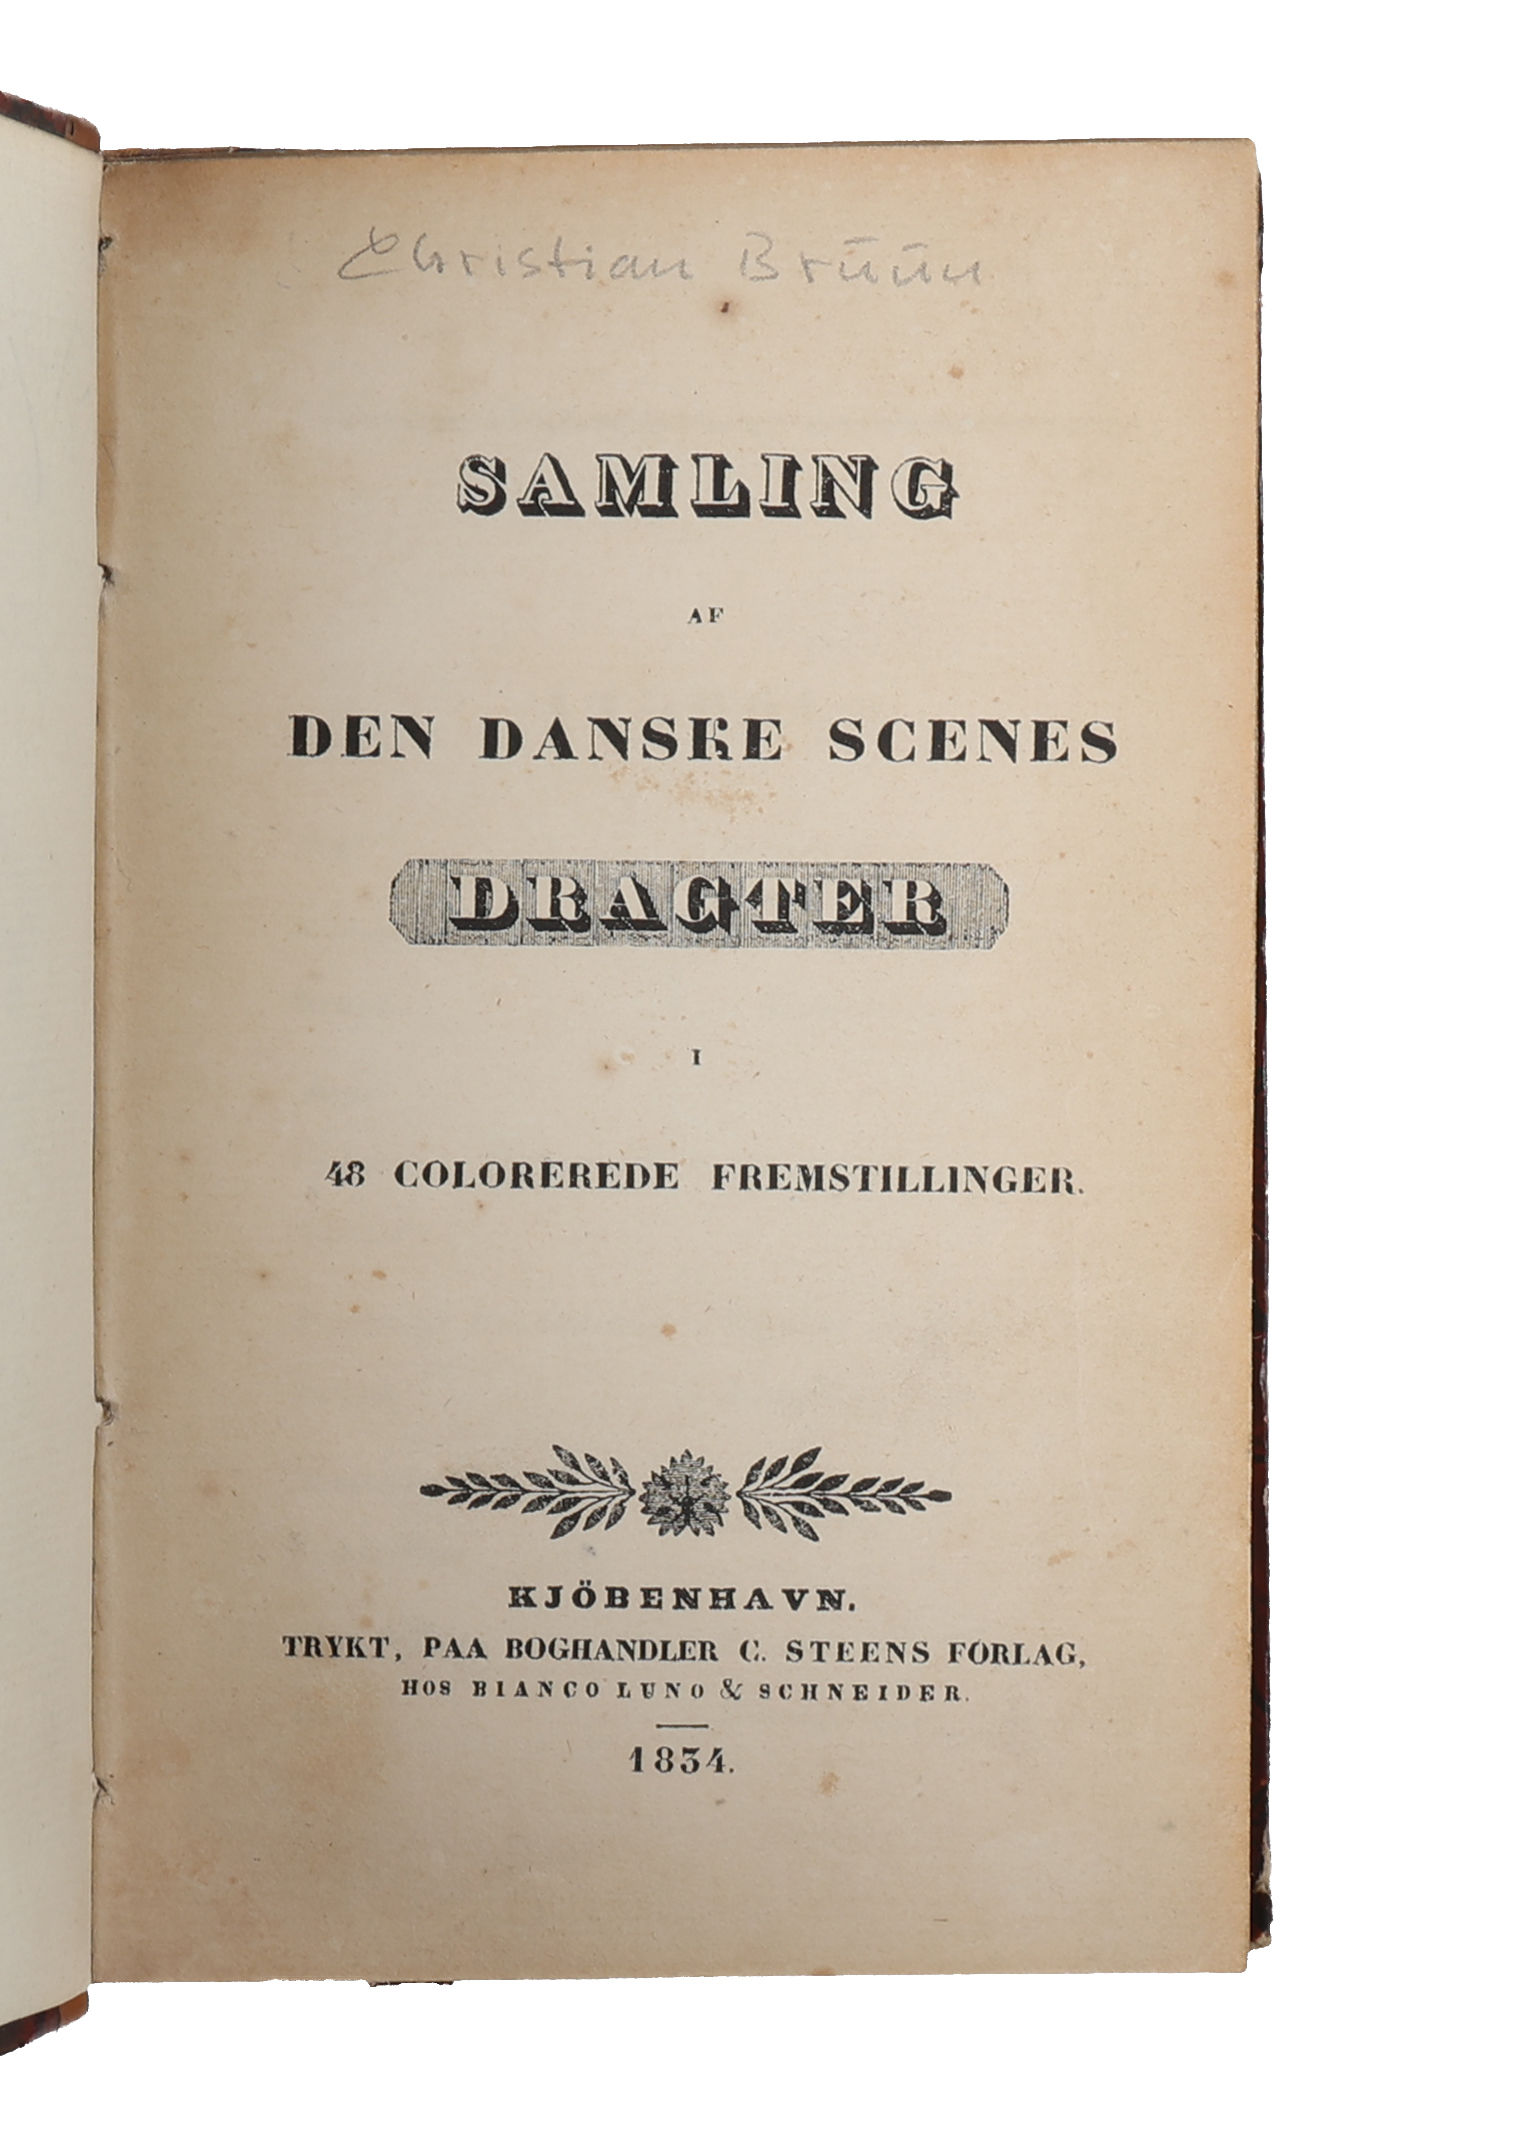 Christian Bruun
SAMLING
AF
DEN DANSKE SCENES
DRAGTER
I
48 COLOREREDE FREMSTILLINGER.
KJÖBENHAVN.
TRYKT, PAA BOGHANDLER C. STEENS FORLAG,
HOS BIANCO LUNO & SCHNEIDER.
1834.